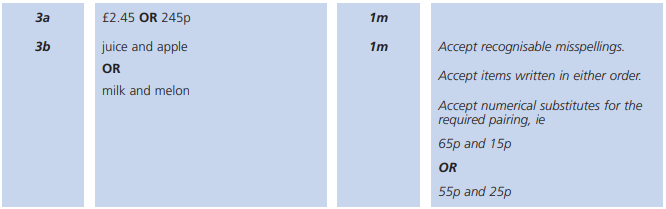 3a £2.45 OR 245p 1m
3b juice and apple 1m Accept recognisable misspellings.
OR
Accept items written in either order.
milk and melon
Accept numerical substitutes for the
required pairing, ie
65p and 15p
OR
55p and 25p